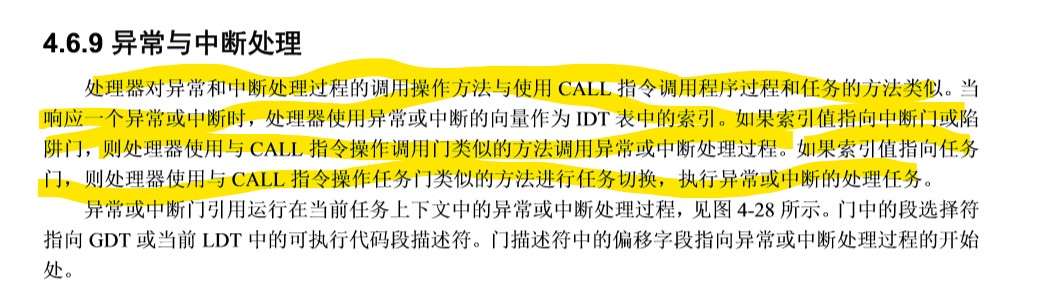 4.6.9 异常与中断处理
处理器对异常和中断处理过程的调用操作方法与使用 CALL 指令调用程序过程和任务的方法类似。当
响应一个异常或中断时，处理器使用异常或中断的向量作为 IDT 表中的索引。如果索引值指向中断门或陷
阱门，则处理器使用与 CALL 指令操作调用门类似的方法调用异常或中断处理过程。如果索引值指向任务
门，则处理器使用与 CALL 指令操作任务门类似的方法进行任务切换，执行异常或中断的处理任务。
异常或中断门引用运行在当前任务上下文中的异常或中断处理过程，见图 4-28 所示。门中的段选择符
指向 GDT 或当前 LDT 中的可执行代码段描述符。门描述符中的偏移字段指向异常或中断处理过程的开始
处。